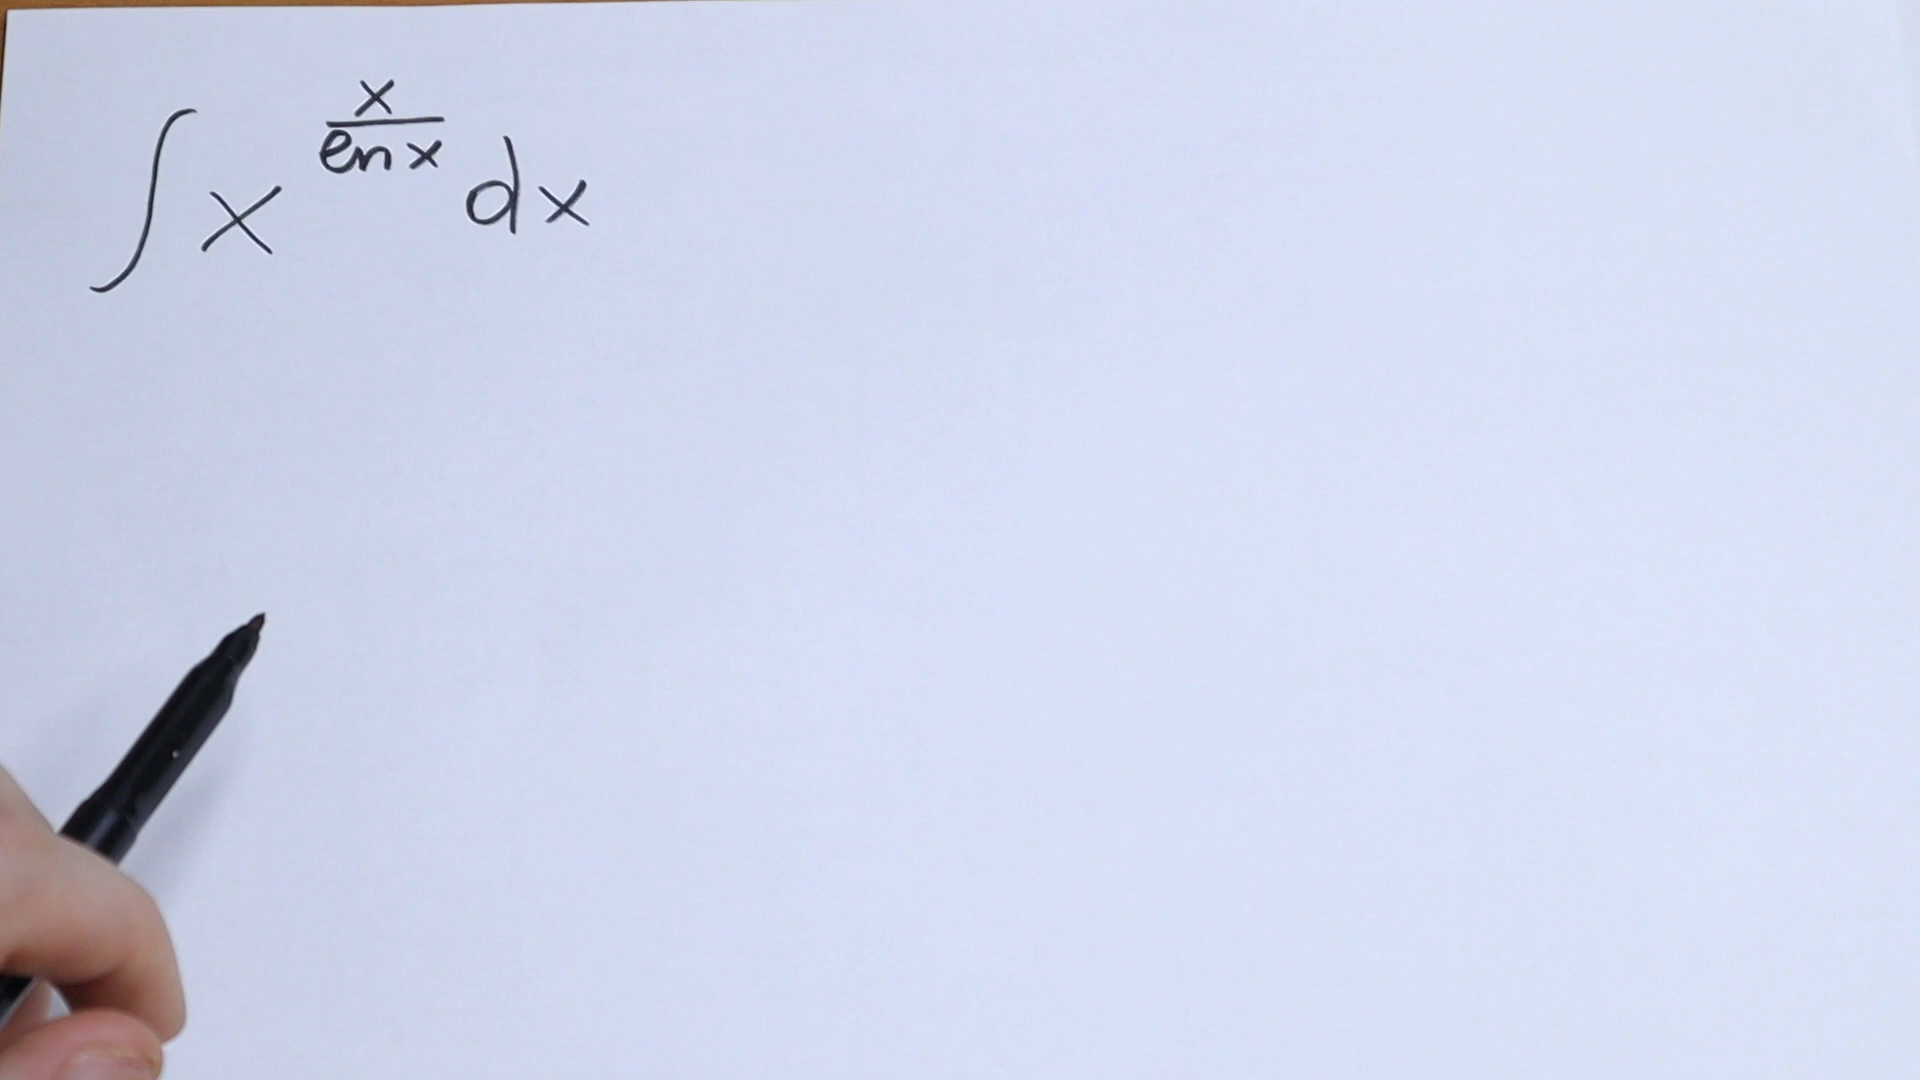 ∫ x^(x/ln x) dx